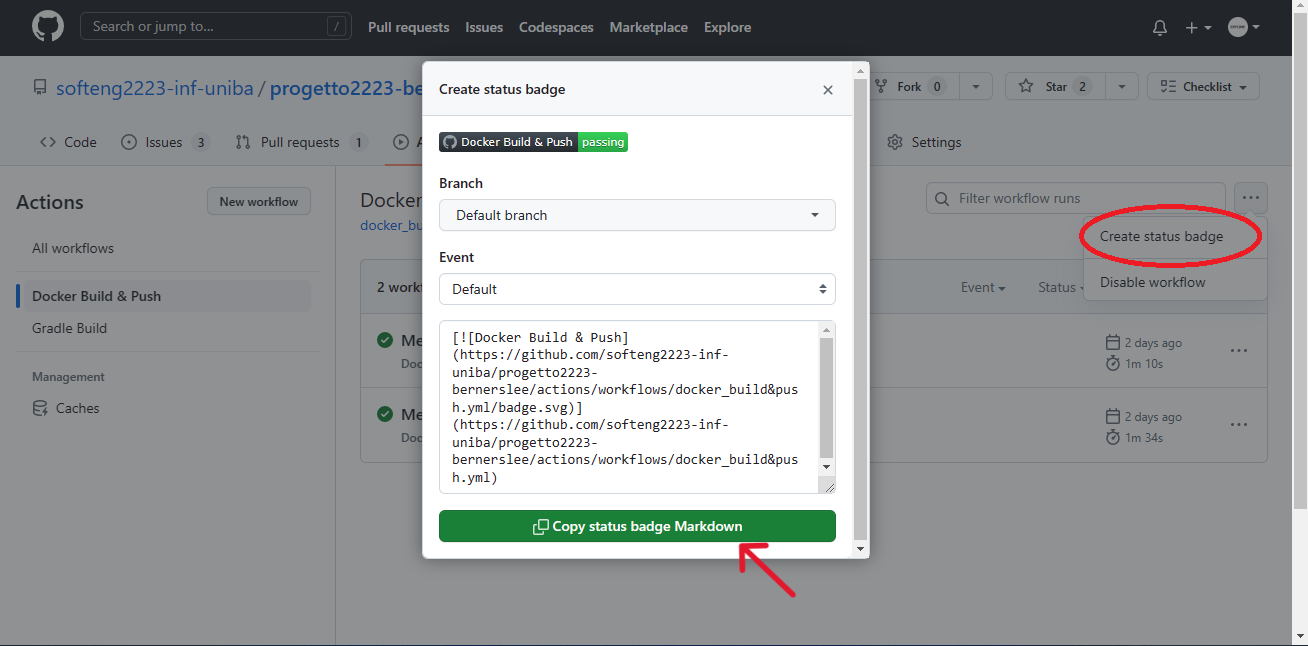 Search or jump to...
/
Pull requests
Issues
Codespaces
Marketplace
Explore
softeng2223-inf-uniba / progetto2223-be
Fork 0
Star 2
Checklist
Code
Issues 3
Pull requests 1
A
Settings
Actions
New workflow
All workflows
Docker Build & Push
Gradle Build
Management
Caches
Docker
docker_bu
Filter workflow runs
Create status badge
Disable workflow
2 work
Event
Status
Me
Doc
2 days ago
1m 10s
Me
Doc
2 days ago
1m 34s
Create status badge
Docker Build & Push passing
Branch
Default branch
Event
Default
[![Docker Build & Push]
(https://github.com/softeng2223-inf-
uniba/progetto2223-
bernerslee/actions/workflows/docker_build&pus
h.yml/badge.svg)]
(https://github.com/softeng2223-inf-
uniba/progetto2223-
bernerslee/actions/workflows/docker_build&pus
h.yml)
Copy status badge Markdown